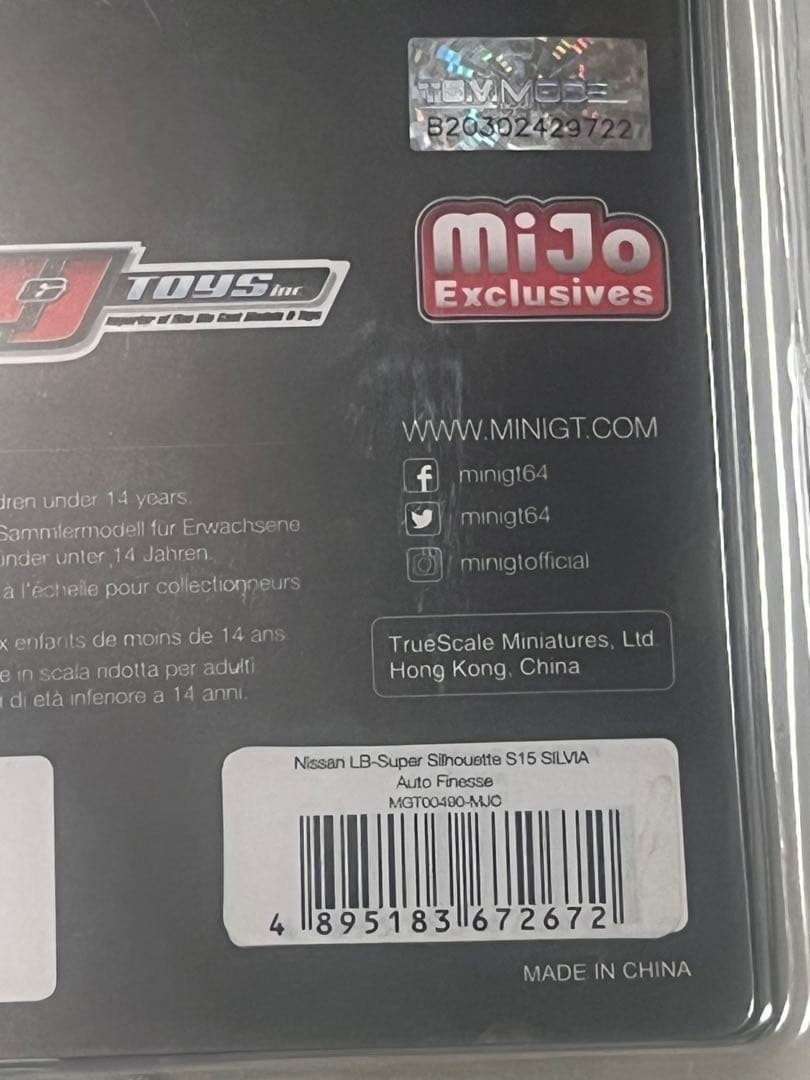 B20302429722
MiJo
Exclusives
TOYS Inc
WWW.MINIGT.COM
minigt64
minigt64
minigtofficial
dren under 14 years.
Sammlermodell für Erwachsene
inder unter 14 Jahren.
à l'échelle pour collectionneurs
x enfants de moins de 14 ans
e in scala ridotta per adulti
i di età inferiore a 14 anni.
TrueScale Miniatures, Ltd
Hong Kong, China
Nissan LB-Super Silhouette S15 SILVIA
Auto Finesse
MGT00490-MJC
4 895183 672672
MADE IN CHINA